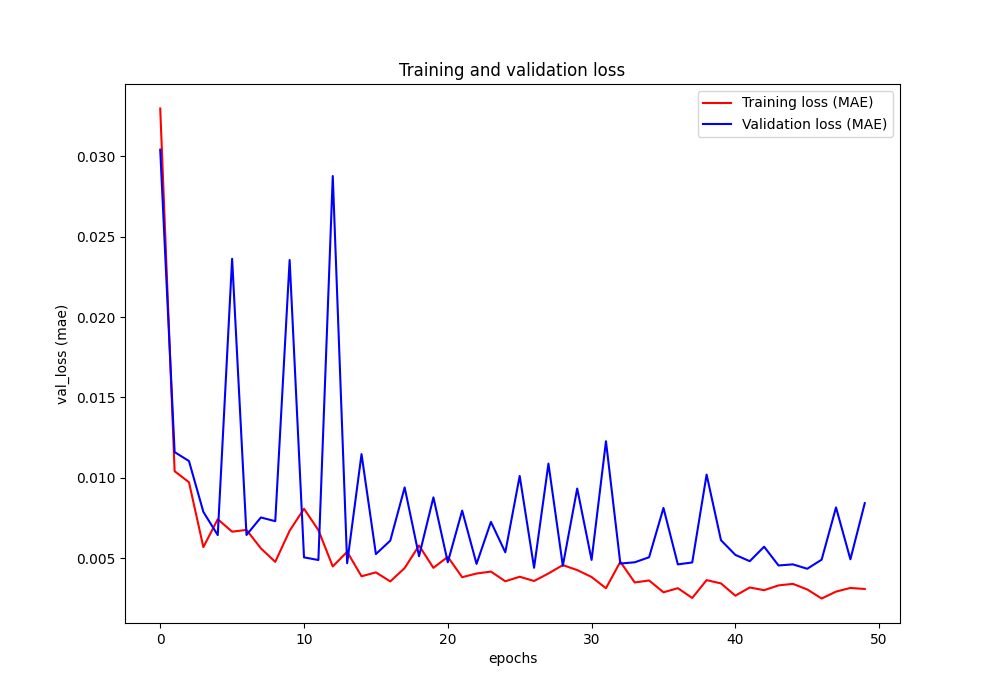 Training and validation loss
Training loss (MAE)
Validation loss (MAE)
val_loss (mae)
0.030
0.025
0.020
0.015
0.010
0.005
0 10 20 30 40 50
epochs